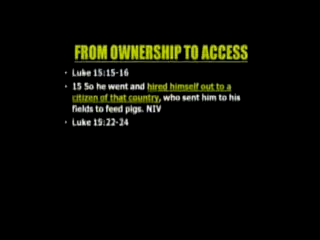 FROM OWNERSHIP TO ACCESS
• Luke 15:15-16
• 15 So he went and hired himself out to a
citizen of that country, who sent him to his
fields to feed pigs. NIV
• Luke 15:22-24